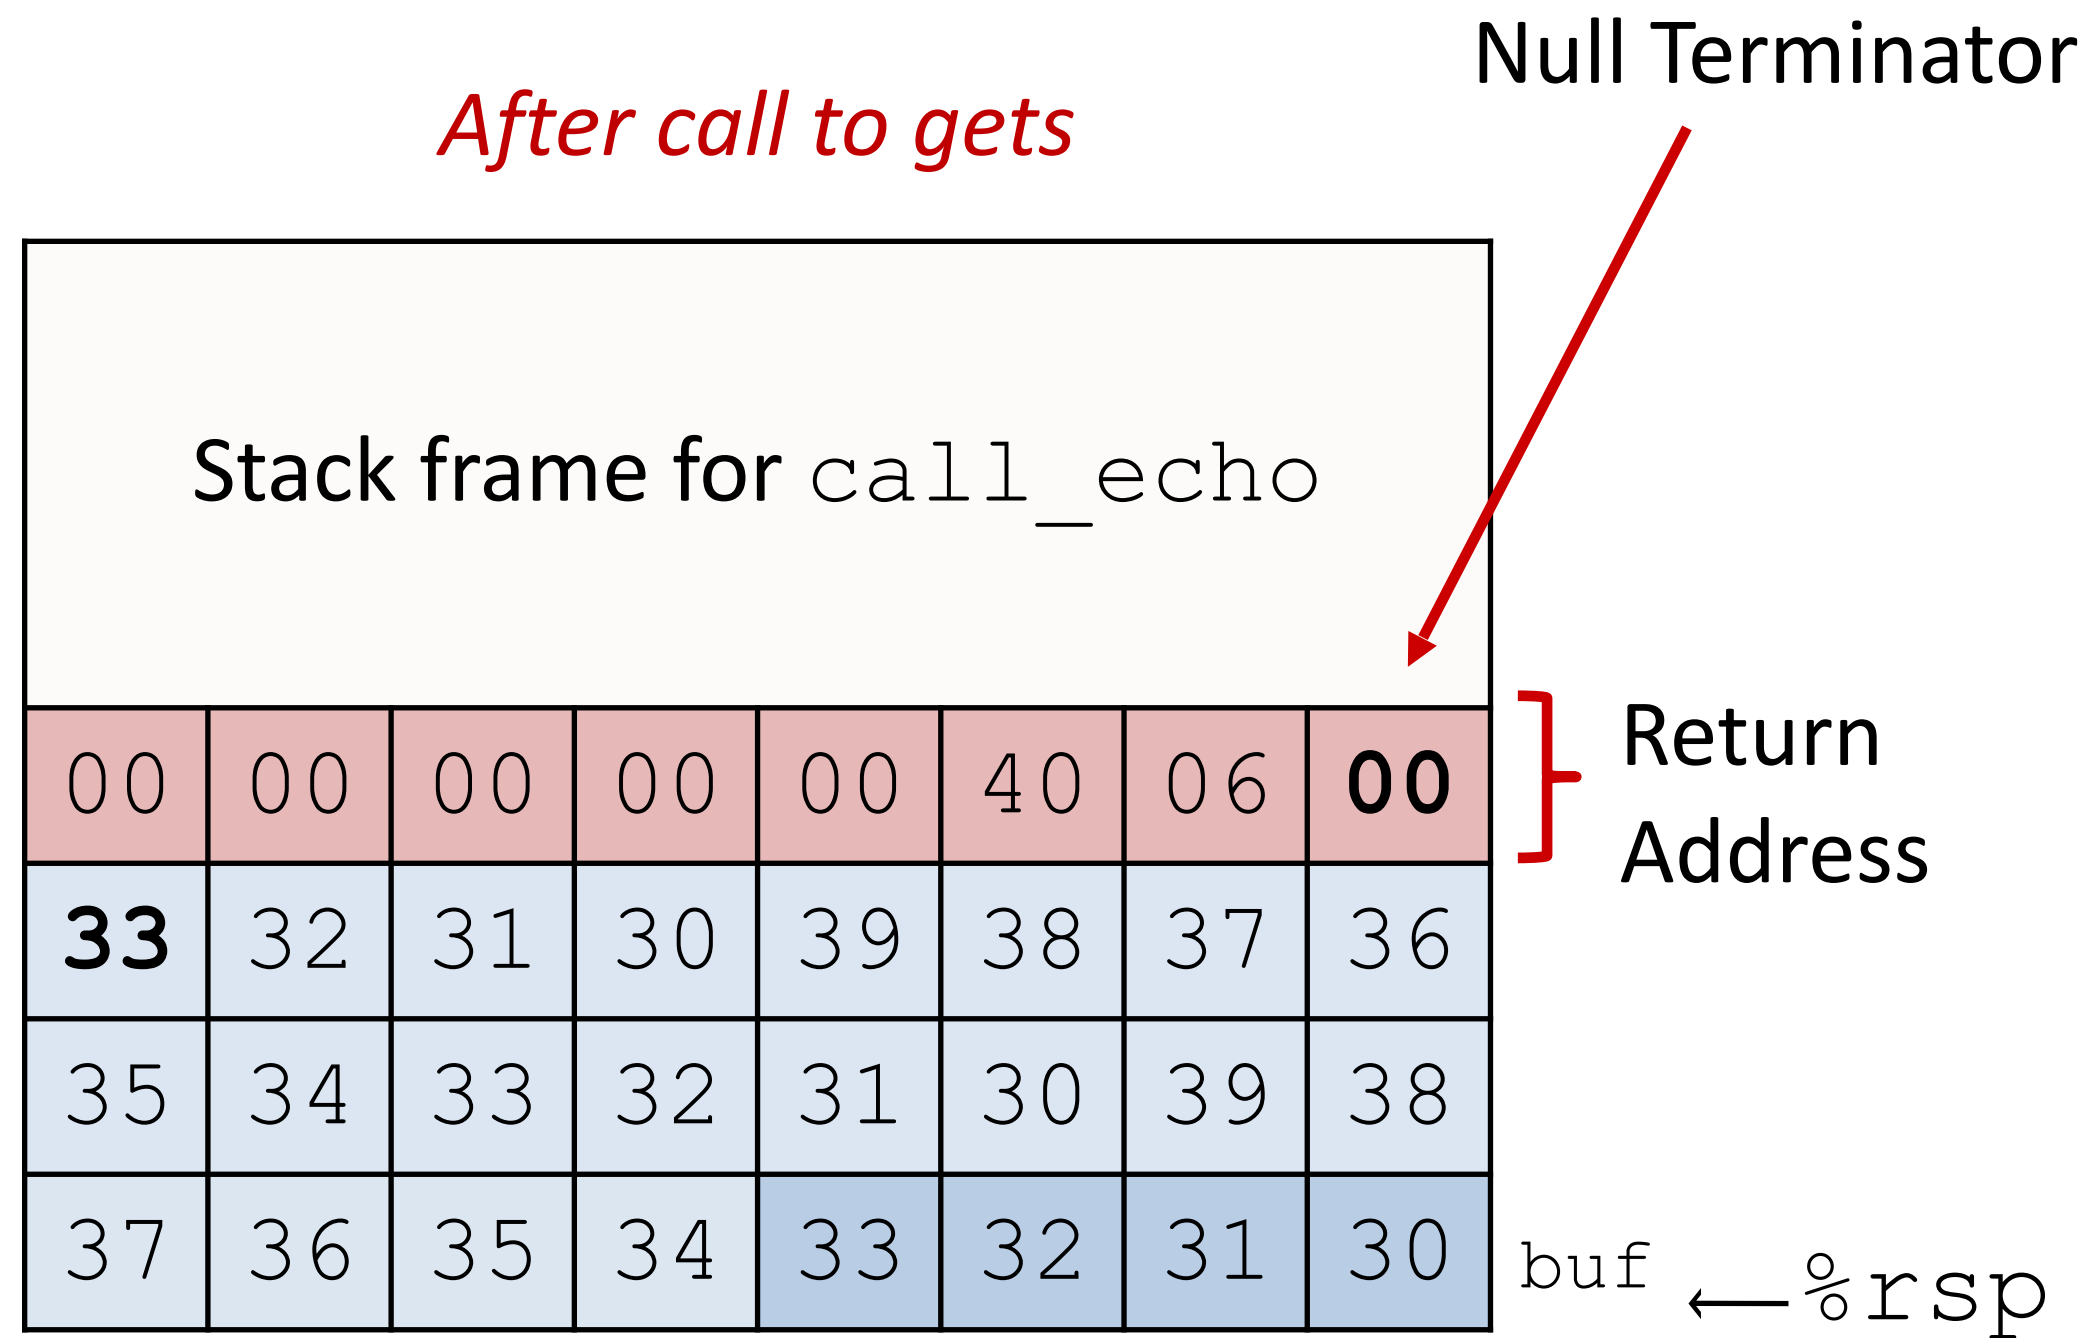 Null Terminator
After call to gets
Stack frame for call_echo
00 00 00 00 00 40 06 00
Return
Address
33 32 31 30 39 38 37 36
35 34 33 32 31 30 39 38
37 36 35 34 33 32 31 30
buf ←%rsp